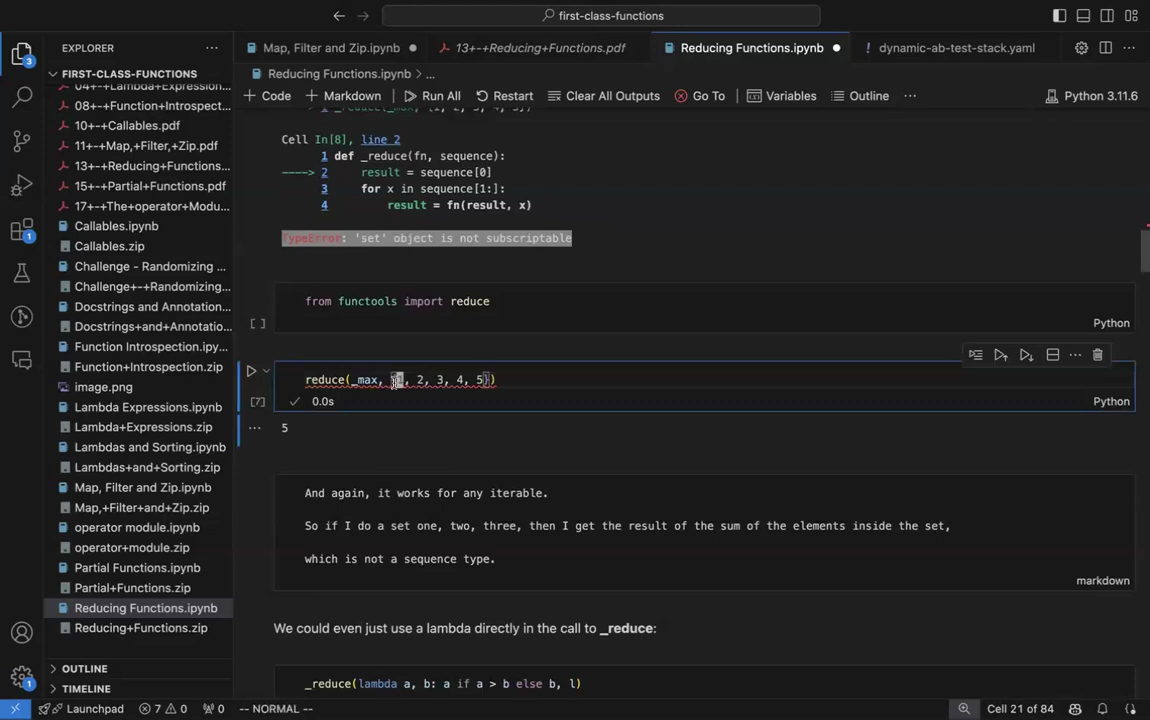 first-class-functions
EXPLORER
Map, Filter and Zip.ipynb
13+-+Reducing+Functions.pdf
Reducing Functions.ipynb
dynamic-ab-test-stack.yaml
FIRST-CLASS-FUNCTIONS
04+-+Lambda+Expression...
08+-+Function+Introspect...
10+-+Callables.pdf
11+-+Map,+Filter,+Zip.pdf
13+-+Reducing+Functions...
15+-+Partial+Functions.pdf
17+-+The+operator+Modu...
Callables.ipynb
Callables.zip
Challenge - Randomizing ...
Challenge+-+Randomizing...
Docstrings and Annotation...
Docstrings+and+Annotatio...
Function Introspection.ipy...
Function+Introspection.zip
image.png
Lambda Expressions.ipynb
Lambda+Expressions.zip
Lambdas and Sorting.ipynb
Lambdas+and+Sorting.zip
Map, Filter and Zip.ipynb
Map,+Filter+and+Zip.zip
operator module.ipynb
operator+module.zip
Partial Functions.ipynb
Partial+Functions.zip
Reducing Functions.ipynb
Reducing+Functions.zip
OUTLINE
TIMELINE
Reducing Functions.ipynb > ...
+ Code + Markdown Run All Restart Clear All Outputs Go To Variables Outline ... Python 3.11.6
Cell In[8], line 2
1 def _reduce(fn, sequence):
----> 2 result = sequence[0]
3 for x in sequence[1:]:
4 result = fn(result, x)
TypeError: 'set' object is not subscriptable
from functools import reduce
[ ]
Python
reduce(_max, 
, 2, 3, 4, 5})
[7]
0.0s
Python
5
And again, it works for any iterable.
So if I do a set one, two, three, then I get the result of the sum of the elements inside the set,
which is not a sequence type.
markdown
We could even just use a lambda directly in the call to _reduce:
_reduce(lambda a, b: a if a > b else b, l)
3
1
1
Launchpad 7 0 0 -- NORMAL -- Cell 21 of 84